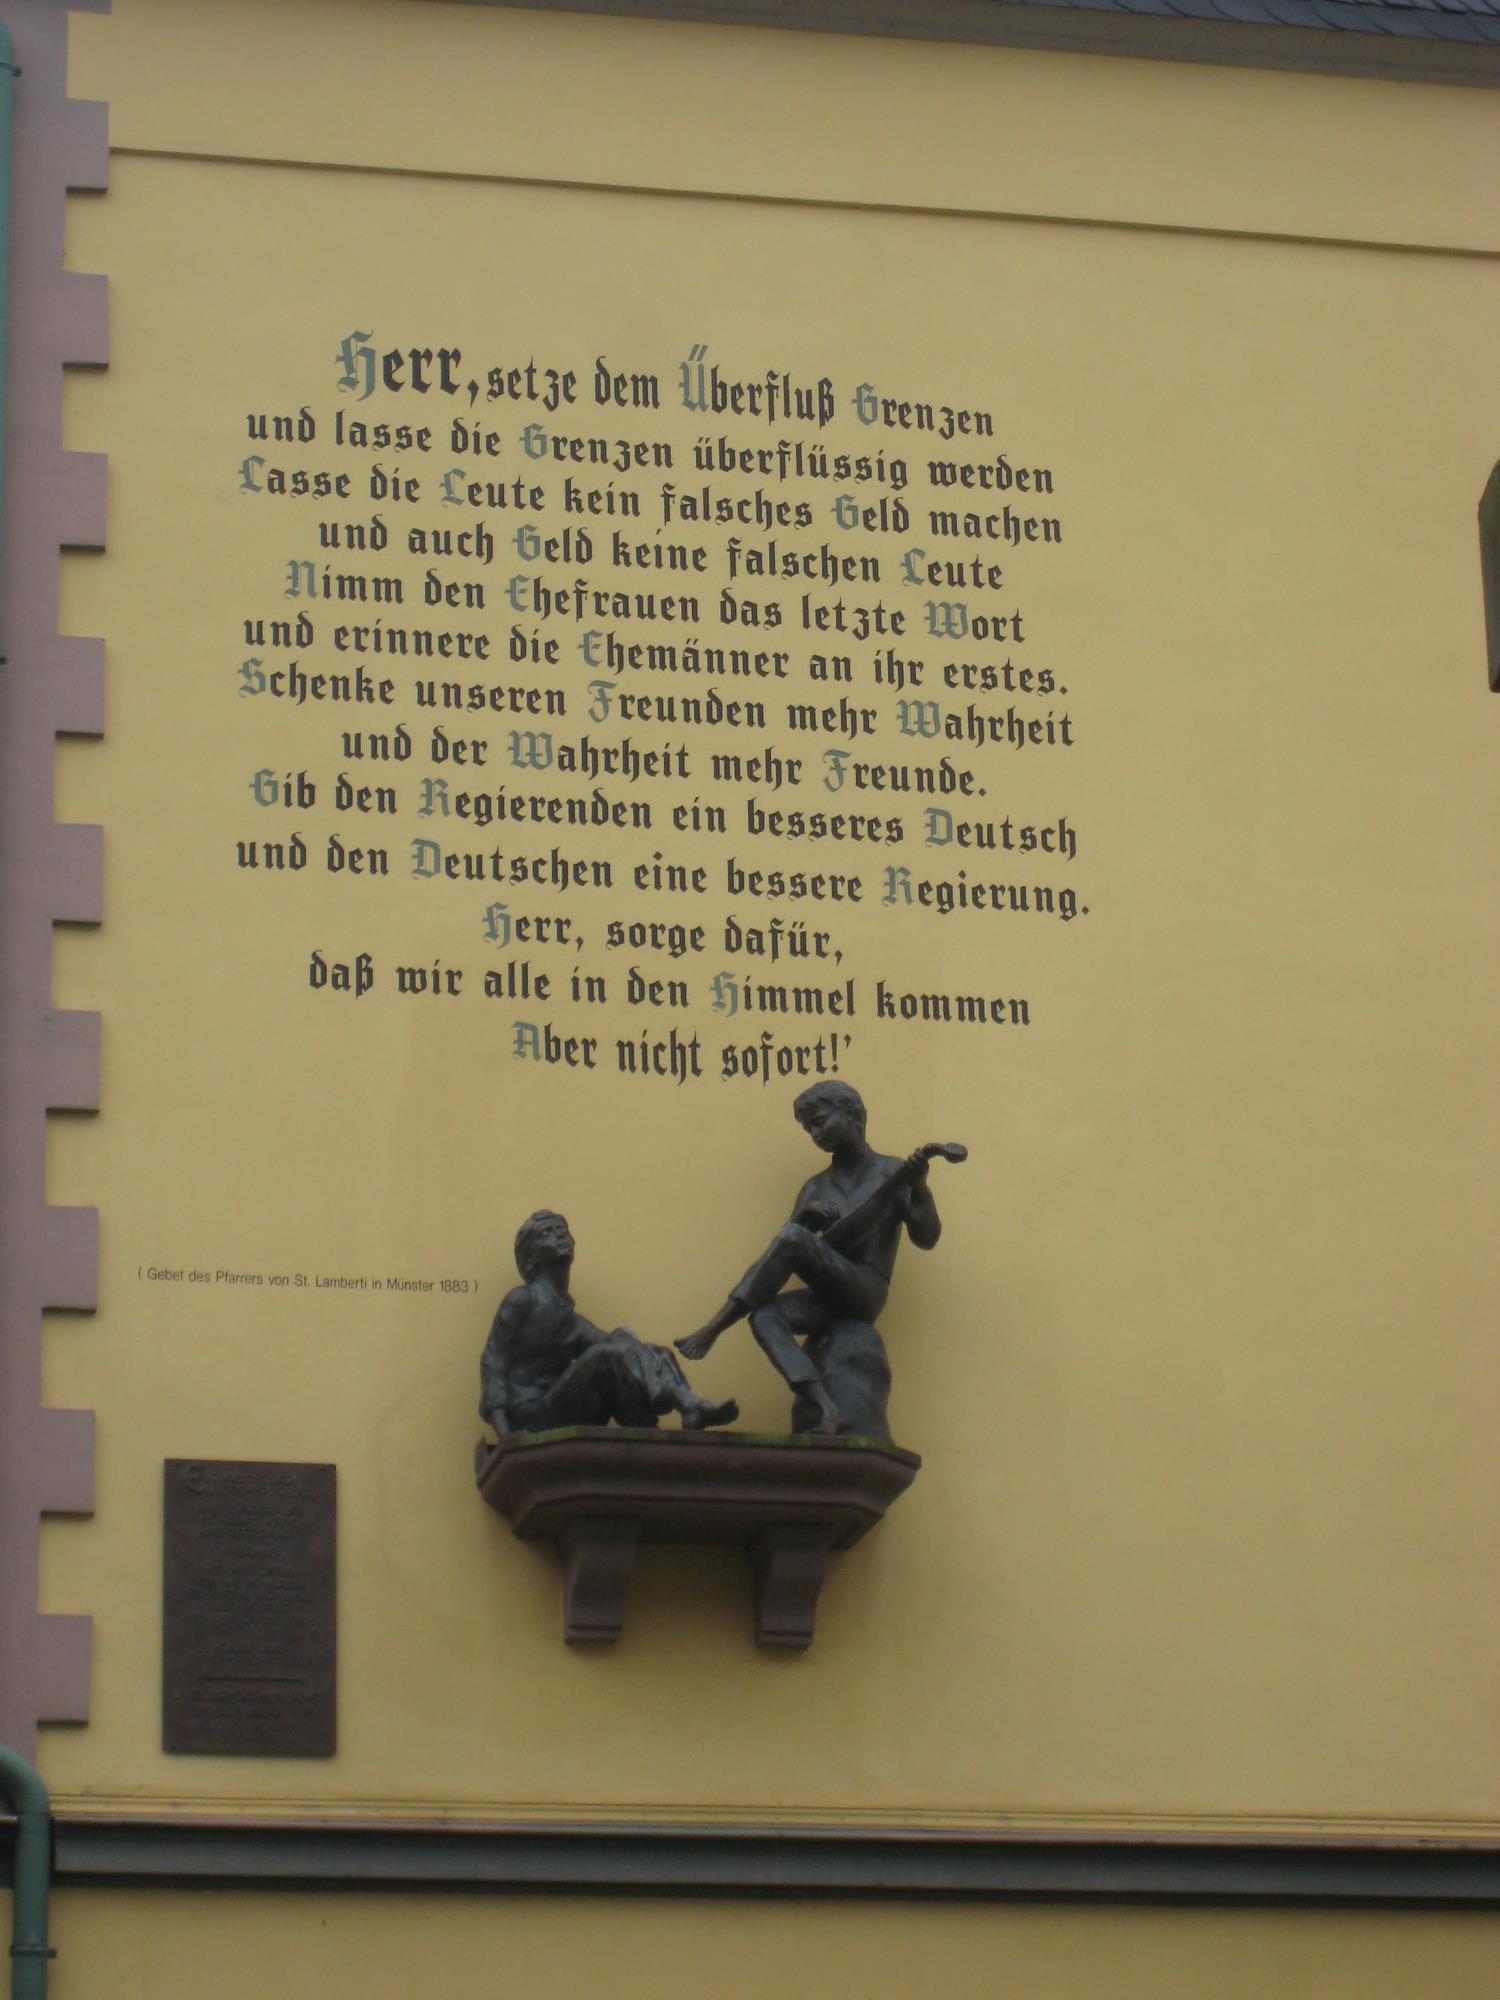 Herr, setze dem Überfluß Grenzen
und lasse die Grenzen überflüssig werden
Lasse die Leute kein falsches Geld machen
und auch Geld keine falschen Leute
Nimm den Ehefrauen das letzte Wort
und erinnere die Ehemänner an ihr erstes.
Schenke unseren Freunden mehr Wahrheit
und der Wahrheit mehr Freunde.
Gib den Regierenden ein besseres Deutsch
und den Deutschen eine bessere Regierung.
Herr, sorge dafür,
daß wir alle in den Himmel kommen
Aber nicht sofort!’
( Gebet des Pfarrers von St. Lamberti in Münster 1883 )